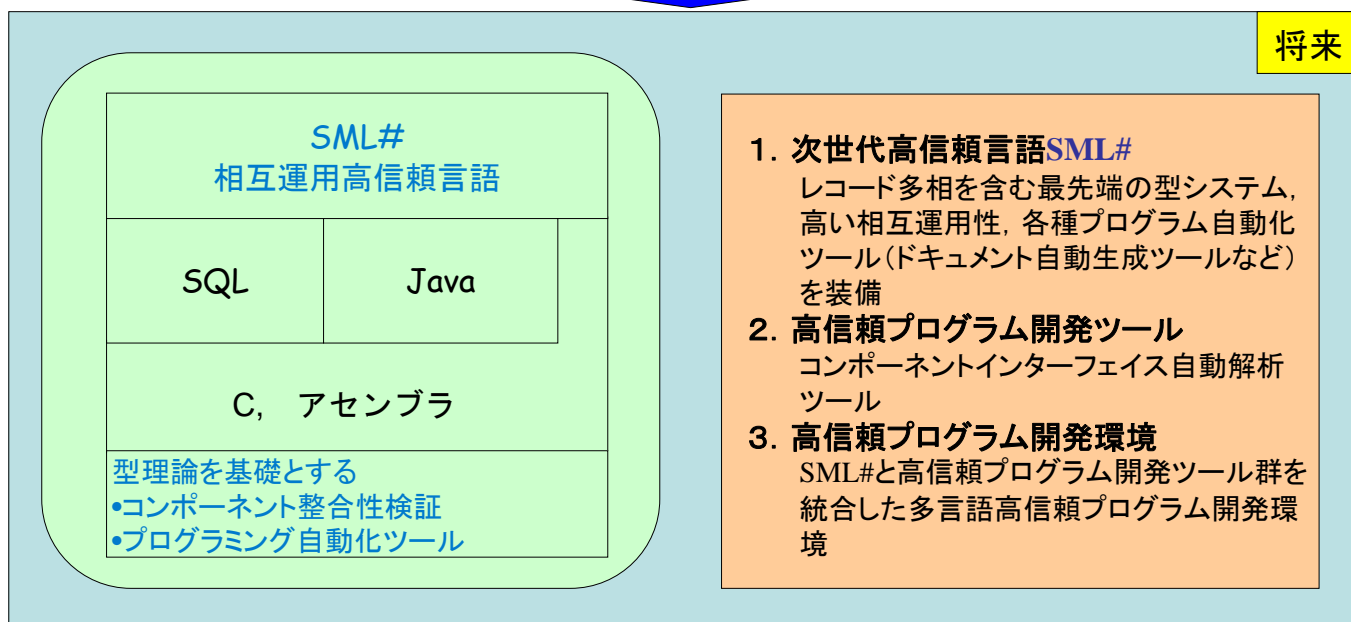 将来
SML#
相互運用高信頼言語
SQL
Java
C, アセンブラ
型理論を基礎とする
•コンポーネント整合性検証
•プログラミング自動化ツール
1. 次世代高信頼言語SML#
レコード多相を含む最先端の型システム,
高い相互運用性, 各種プログラム自動化
ツール(ドキュメント自動生成ツールなど)
を装備
2. 高信頼プログラム開発ツール
コンポーネントインターフェイス自動解析
ツール
3. 高信頼プログラム開発環境
SML#と高信頼プログラム開発ツール群を
統合した多言語高信頼プログラム開発環
境